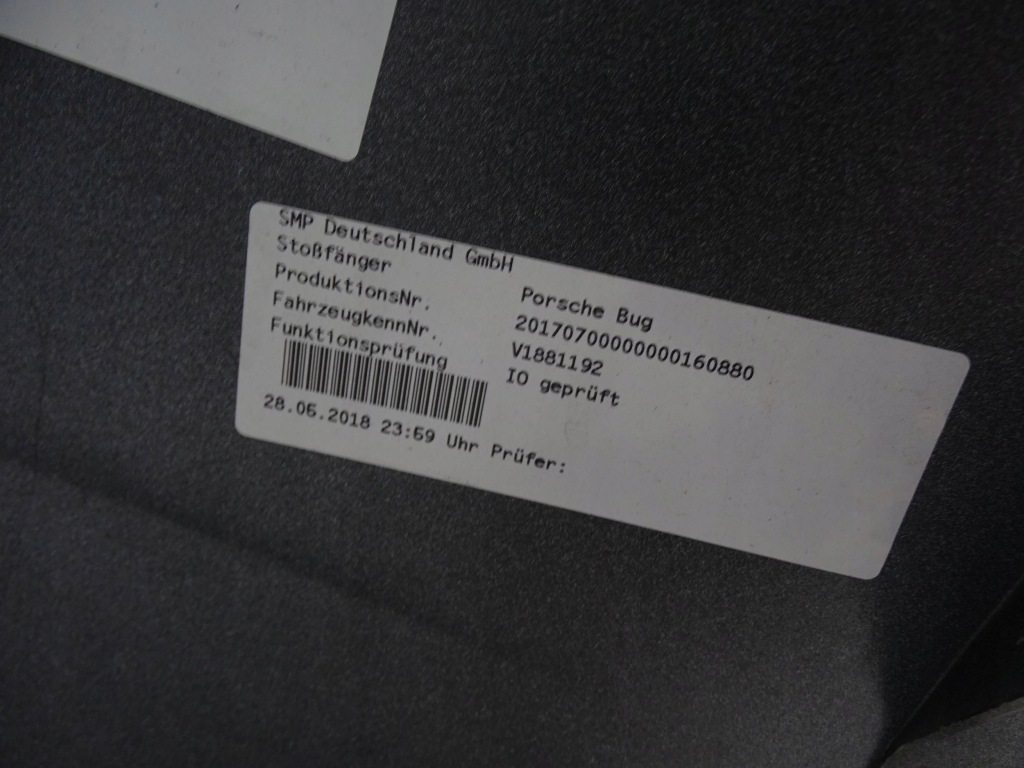 SMP Deutschland GmbH
Stoßfänger Porsche Bug
ProduktionsNr. 20170700000000160880
FahrzeugkennNr. V1881192
Funktionsprüfung IO geprüft
28.06.2018 23:59 Uhr Prüfer: